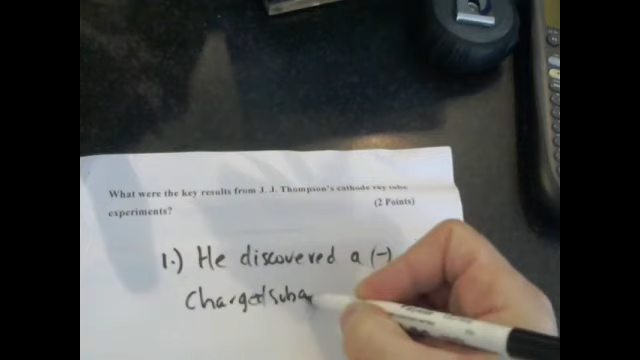 What were the key results from J. J. Thompson's cathode ray tube
experiments? (2 Points)
1.) He discovered a (-)
Charged suba